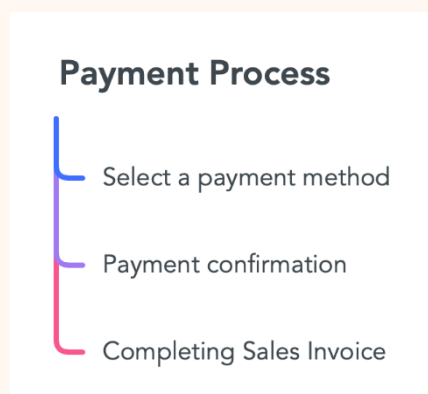 Payment Process
Select a payment method
Payment confirmation
Completing Sales Invoice